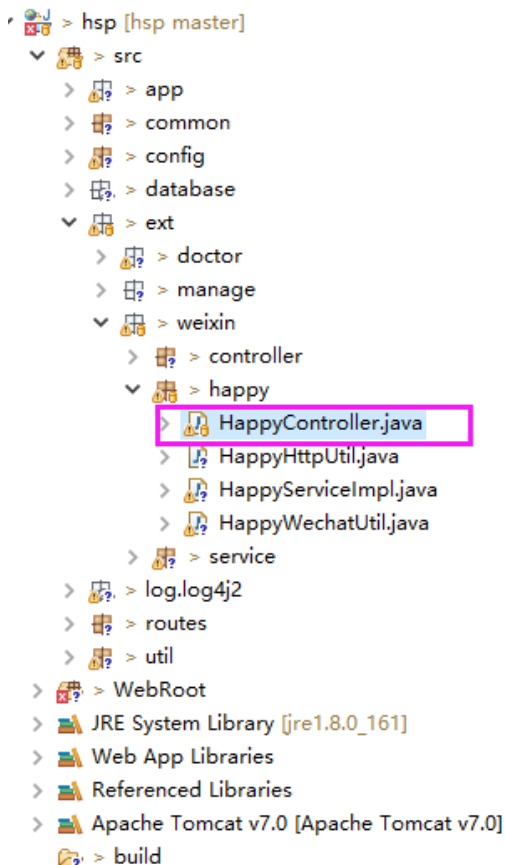 > hsp [hsp master]
> src
> app
> common
> config
> database
> ext
> doctor
> manage
> weixin
> controller
> happy
HappyController.java
HappyHttpUtil.java
HappyServiceImpl.java
HappyWechatUtil.java
> service
> log.log4j2
> routes
> util
> WebRoot
JRE System Library [jre1.8.0_161]
Web App Libraries
Referenced Libraries
Apache Tomcat v7.0 [Apache Tomcat v7.0]
> build